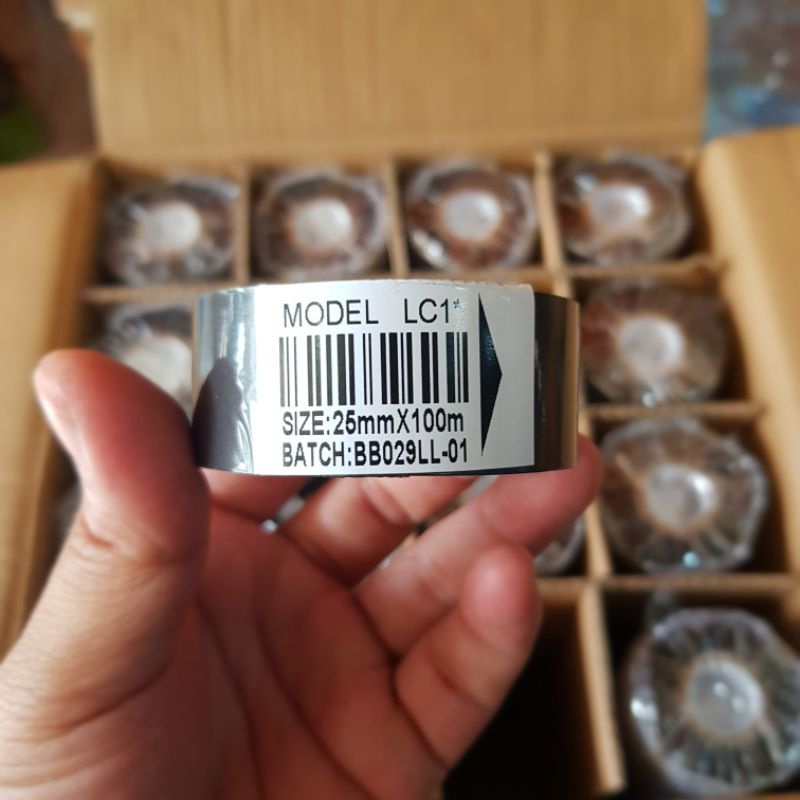 MODEL LC1*
SIZE:25mmX100m
BATCH:BB029LL-01